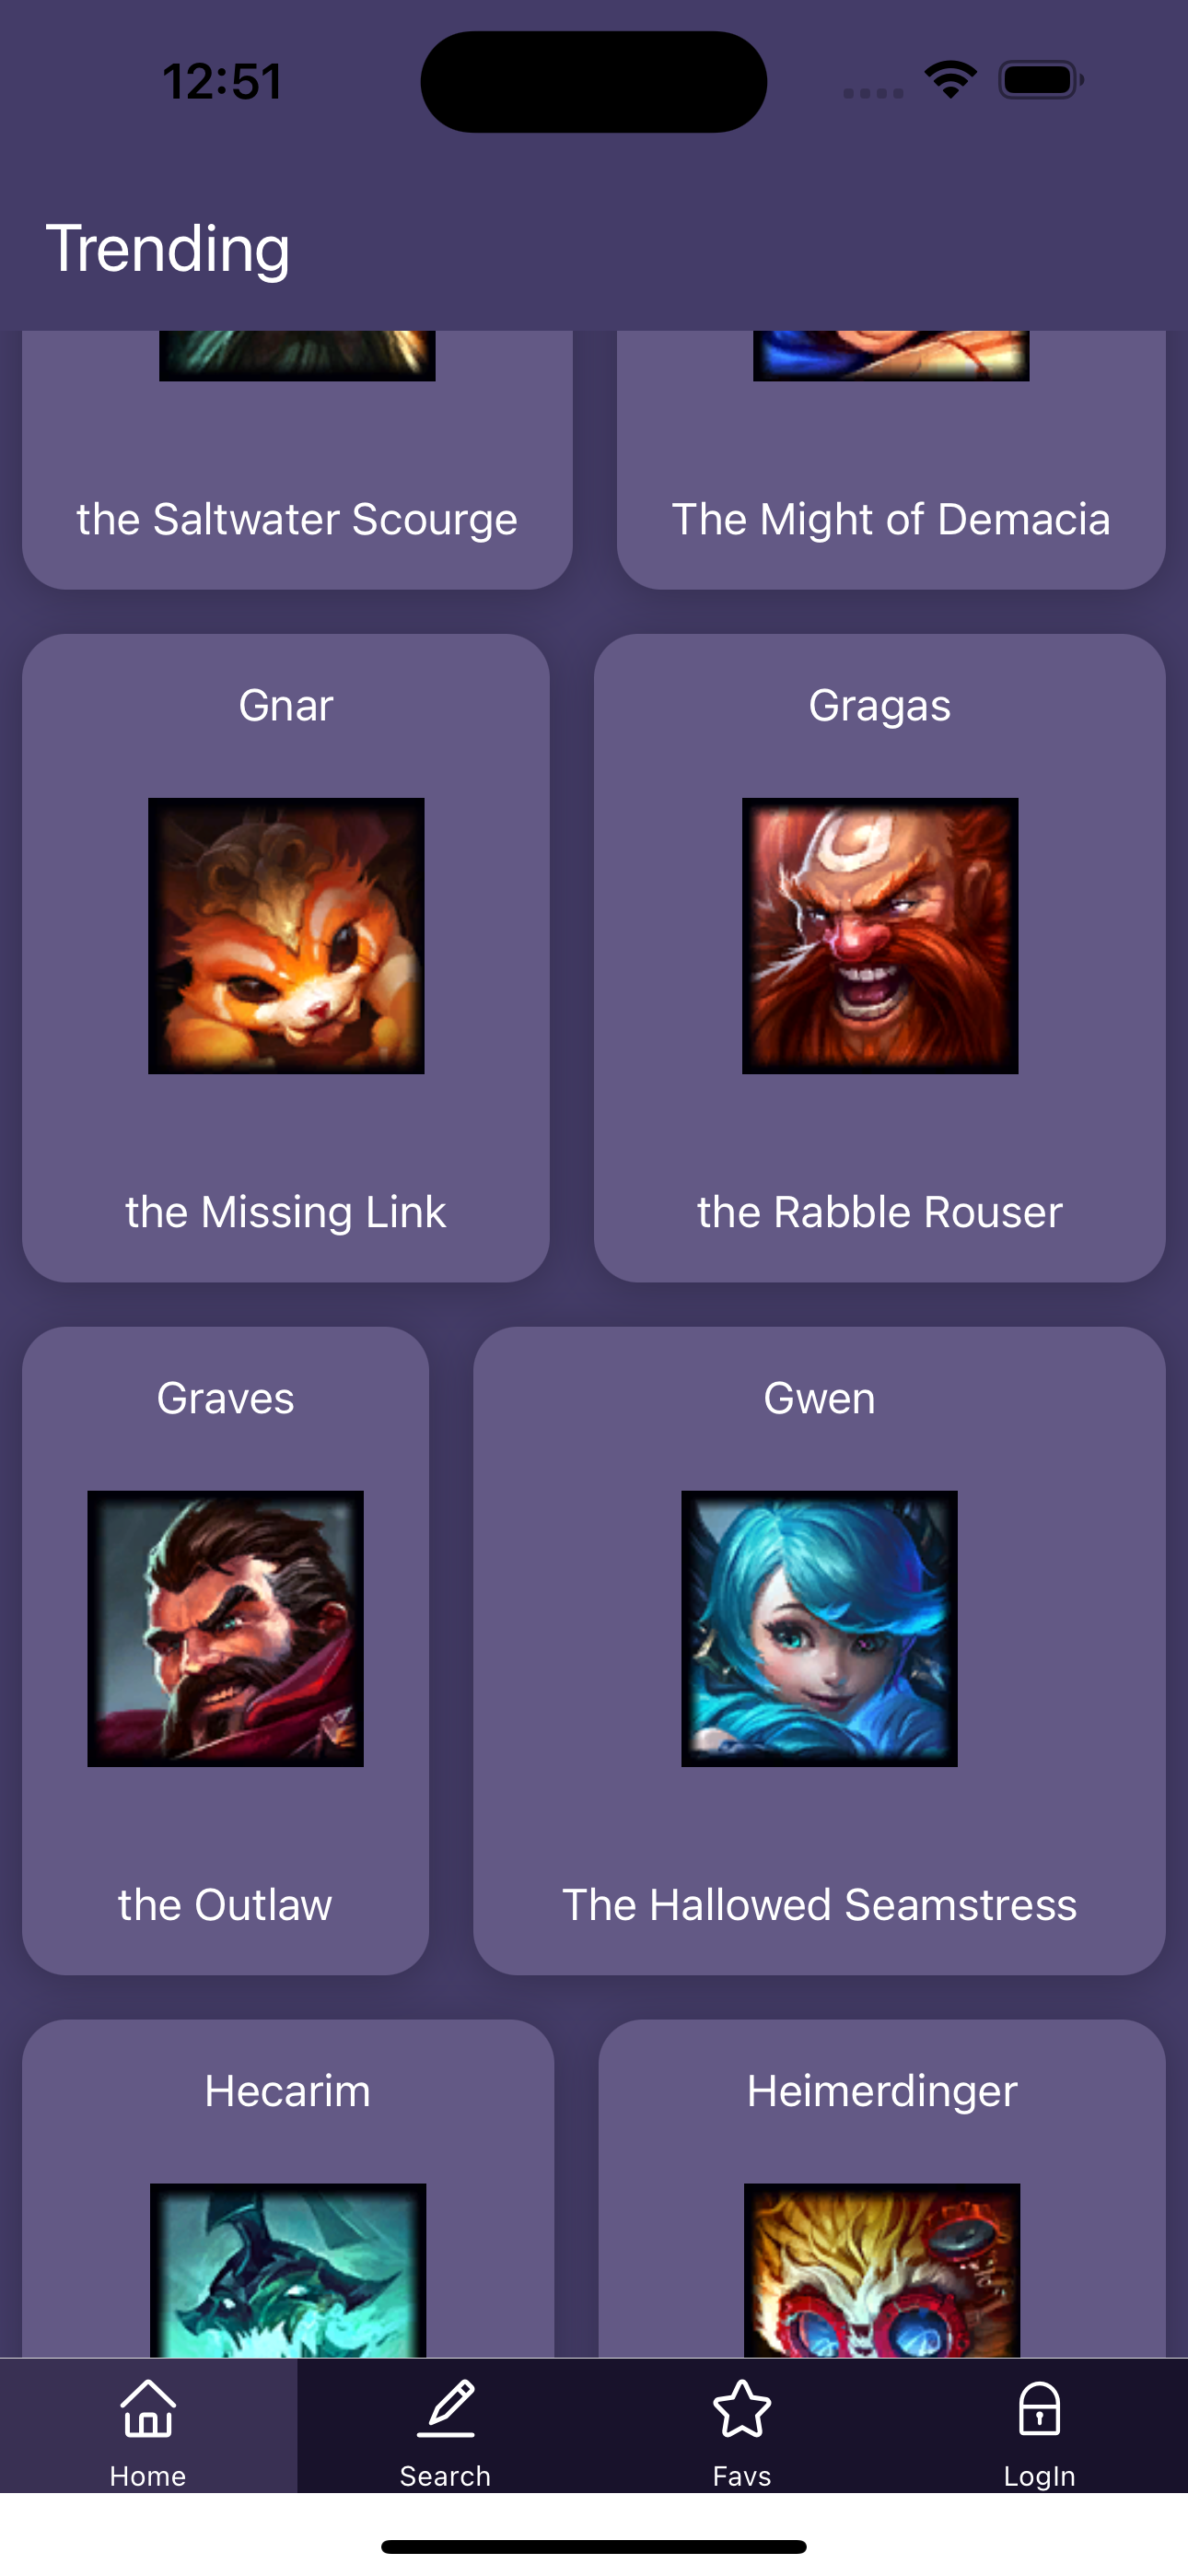 12:51
Trending
the Saltwater Scourge
The Might of Demacia
Gnar
Gragas
the Missing Link
the Rabble Rouser
Graves
Gwen
the Outlaw
The Hallowed Seamstress
Hecarim
Heimerdinger
Home
Search
Favs
LogIn